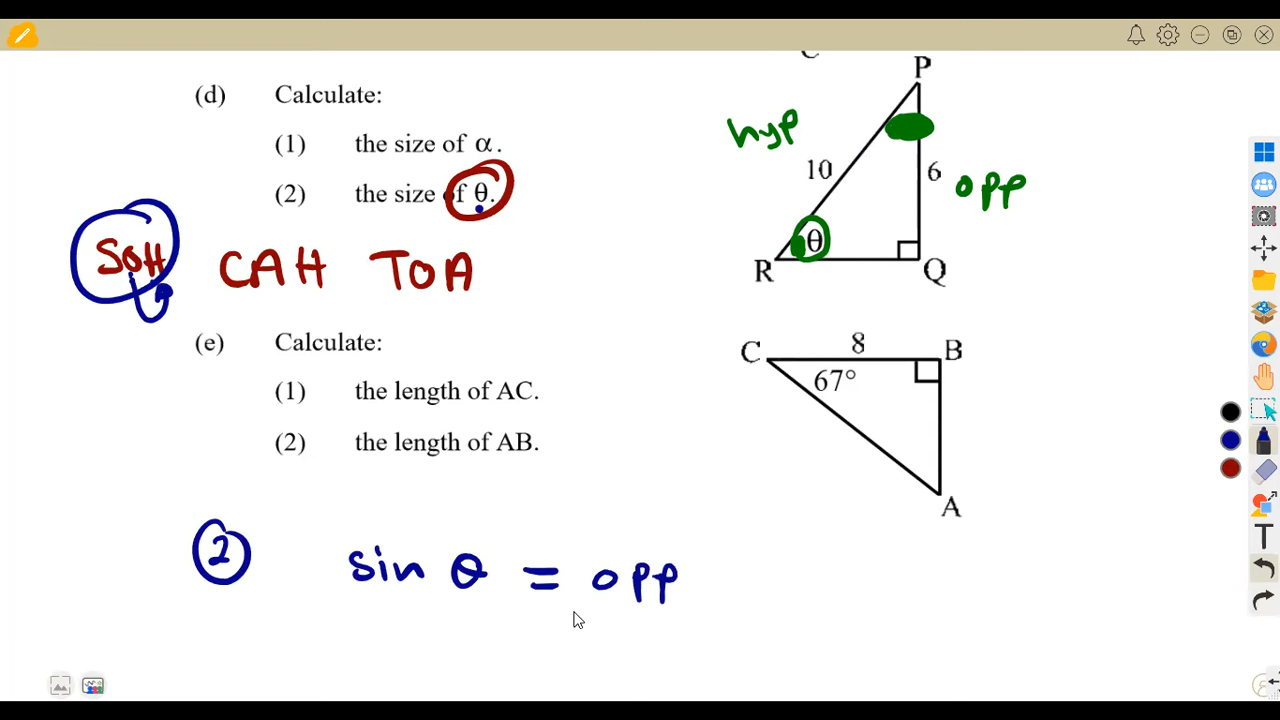 (d) Calculate:
(1) the size of α.
(2) the size of θ.
SOH CAH TOA
P
hyp
10
6
opp
θ
R
Q
(e) Calculate:
(1) the length of AC.
(2) the length of AB.
C
8
B
67°
A
2 sin θ = opp
T